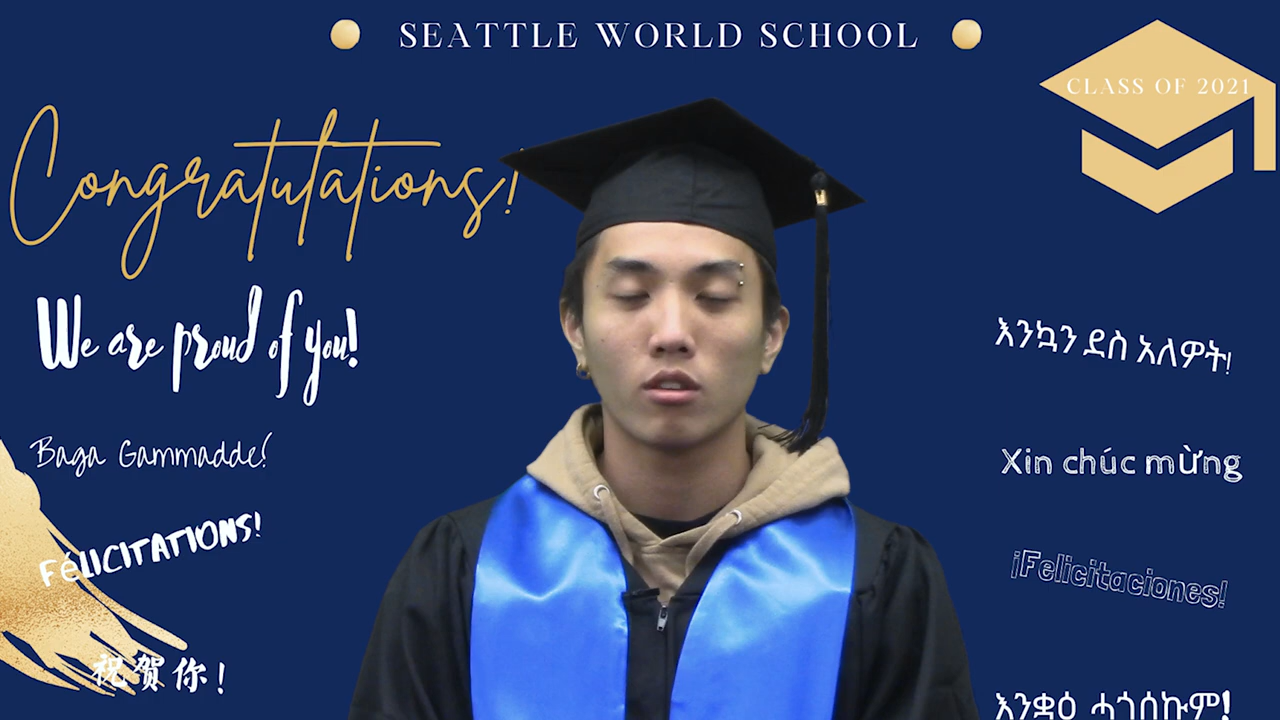 SEATTLE WORLD SCHOOL
CLASS OF 2021
Congratulations!
We are proud of you!
Baga Gammadde!
FéLICITATIONS!
祝贺你!
እንኳን ደስ አለዎት!
Xin chúc mừng
¡Felicitaciones!
እንቋዕ ሓጎሰኩም!